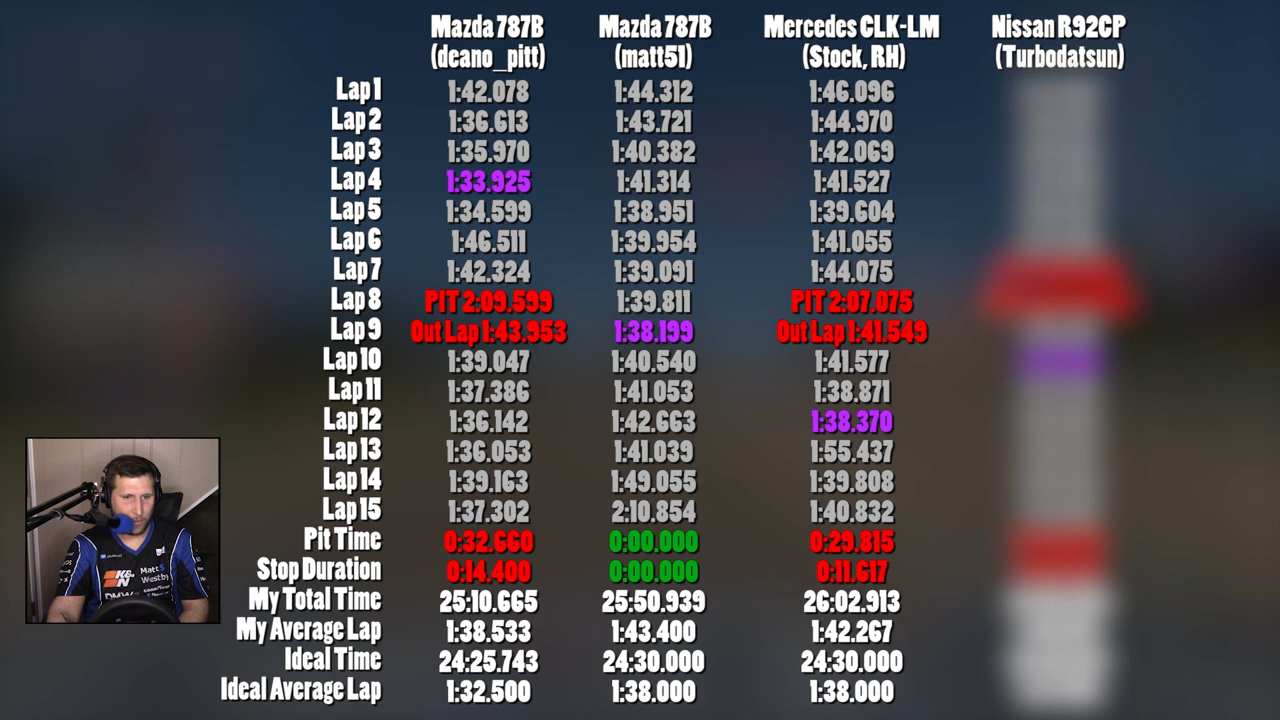 Mazda 787B (deano_pitt) Mazda 787B (matt51) Mercedes CLK-LM (Stock, RH) Nissan R92CP (Turbodatsun)
Lap 1 1:42.078 1:44.312 1:46.096
Lap 2 1:36.613 1:43.721 1:44.970
Lap 3 1:35.970 1:40.382 1:42.069
Lap 4 1:33.925 1:41.314 1:41.527
Lap 5 1:34.599 1:38.951 1:39.604
Lap 6 1:46.511 1:39.954 1:41.055
Lap 7 1:42.324 1:39.091 1:44.075
Lap 8 PIT 2:09.599 1:39.811 PIT 2:07.075
Lap 9 Out Lap 1:43.953 1:38.199 Out Lap 1:41.549
Lap 10 1:39.047 1:40.540 1:41.577
Lap 11 1:37.386 1:41.053 1:38.871
Lap 12 1:36.142 1:42.663 1:38.370
Lap 13 1:36.053 1:41.039 1:55.437
Lap 14 1:39.163 1:49.055 1:39.808
Lap 15 1:37.302 2:10.854 1:40.832
Pit Time 0:32.660 0:00.000 0:29.815
Stop Duration 0:14.400 0:00.000 0:11.617
My Total Time 25:10.665 25:50.939 26:02.913
My Average Lap 1:38.533 1:43.400 1:42.267
Ideal Time 24:25.743 24:30.000 24:30.000
Ideal Average Lap 1:32.500 1:38.000 1:38.000
K&N
Matt
Westby
DMW